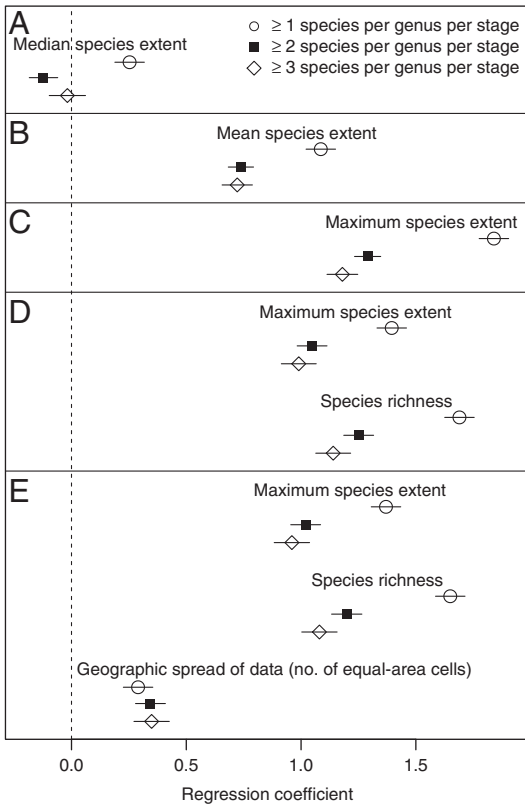 A
≥ 1 species per genus per stage
≥ 2 species per genus per stage
≥ 3 species per genus per stage
Median species extent
B
Mean species extent
C
Maximum species extent
D
Maximum species extent
Species richness
E
Maximum species extent
Species richness
Geographic spread of data (no. of equal-area cells)
0.0 0.5 1.0 1.5
Regression coefficient